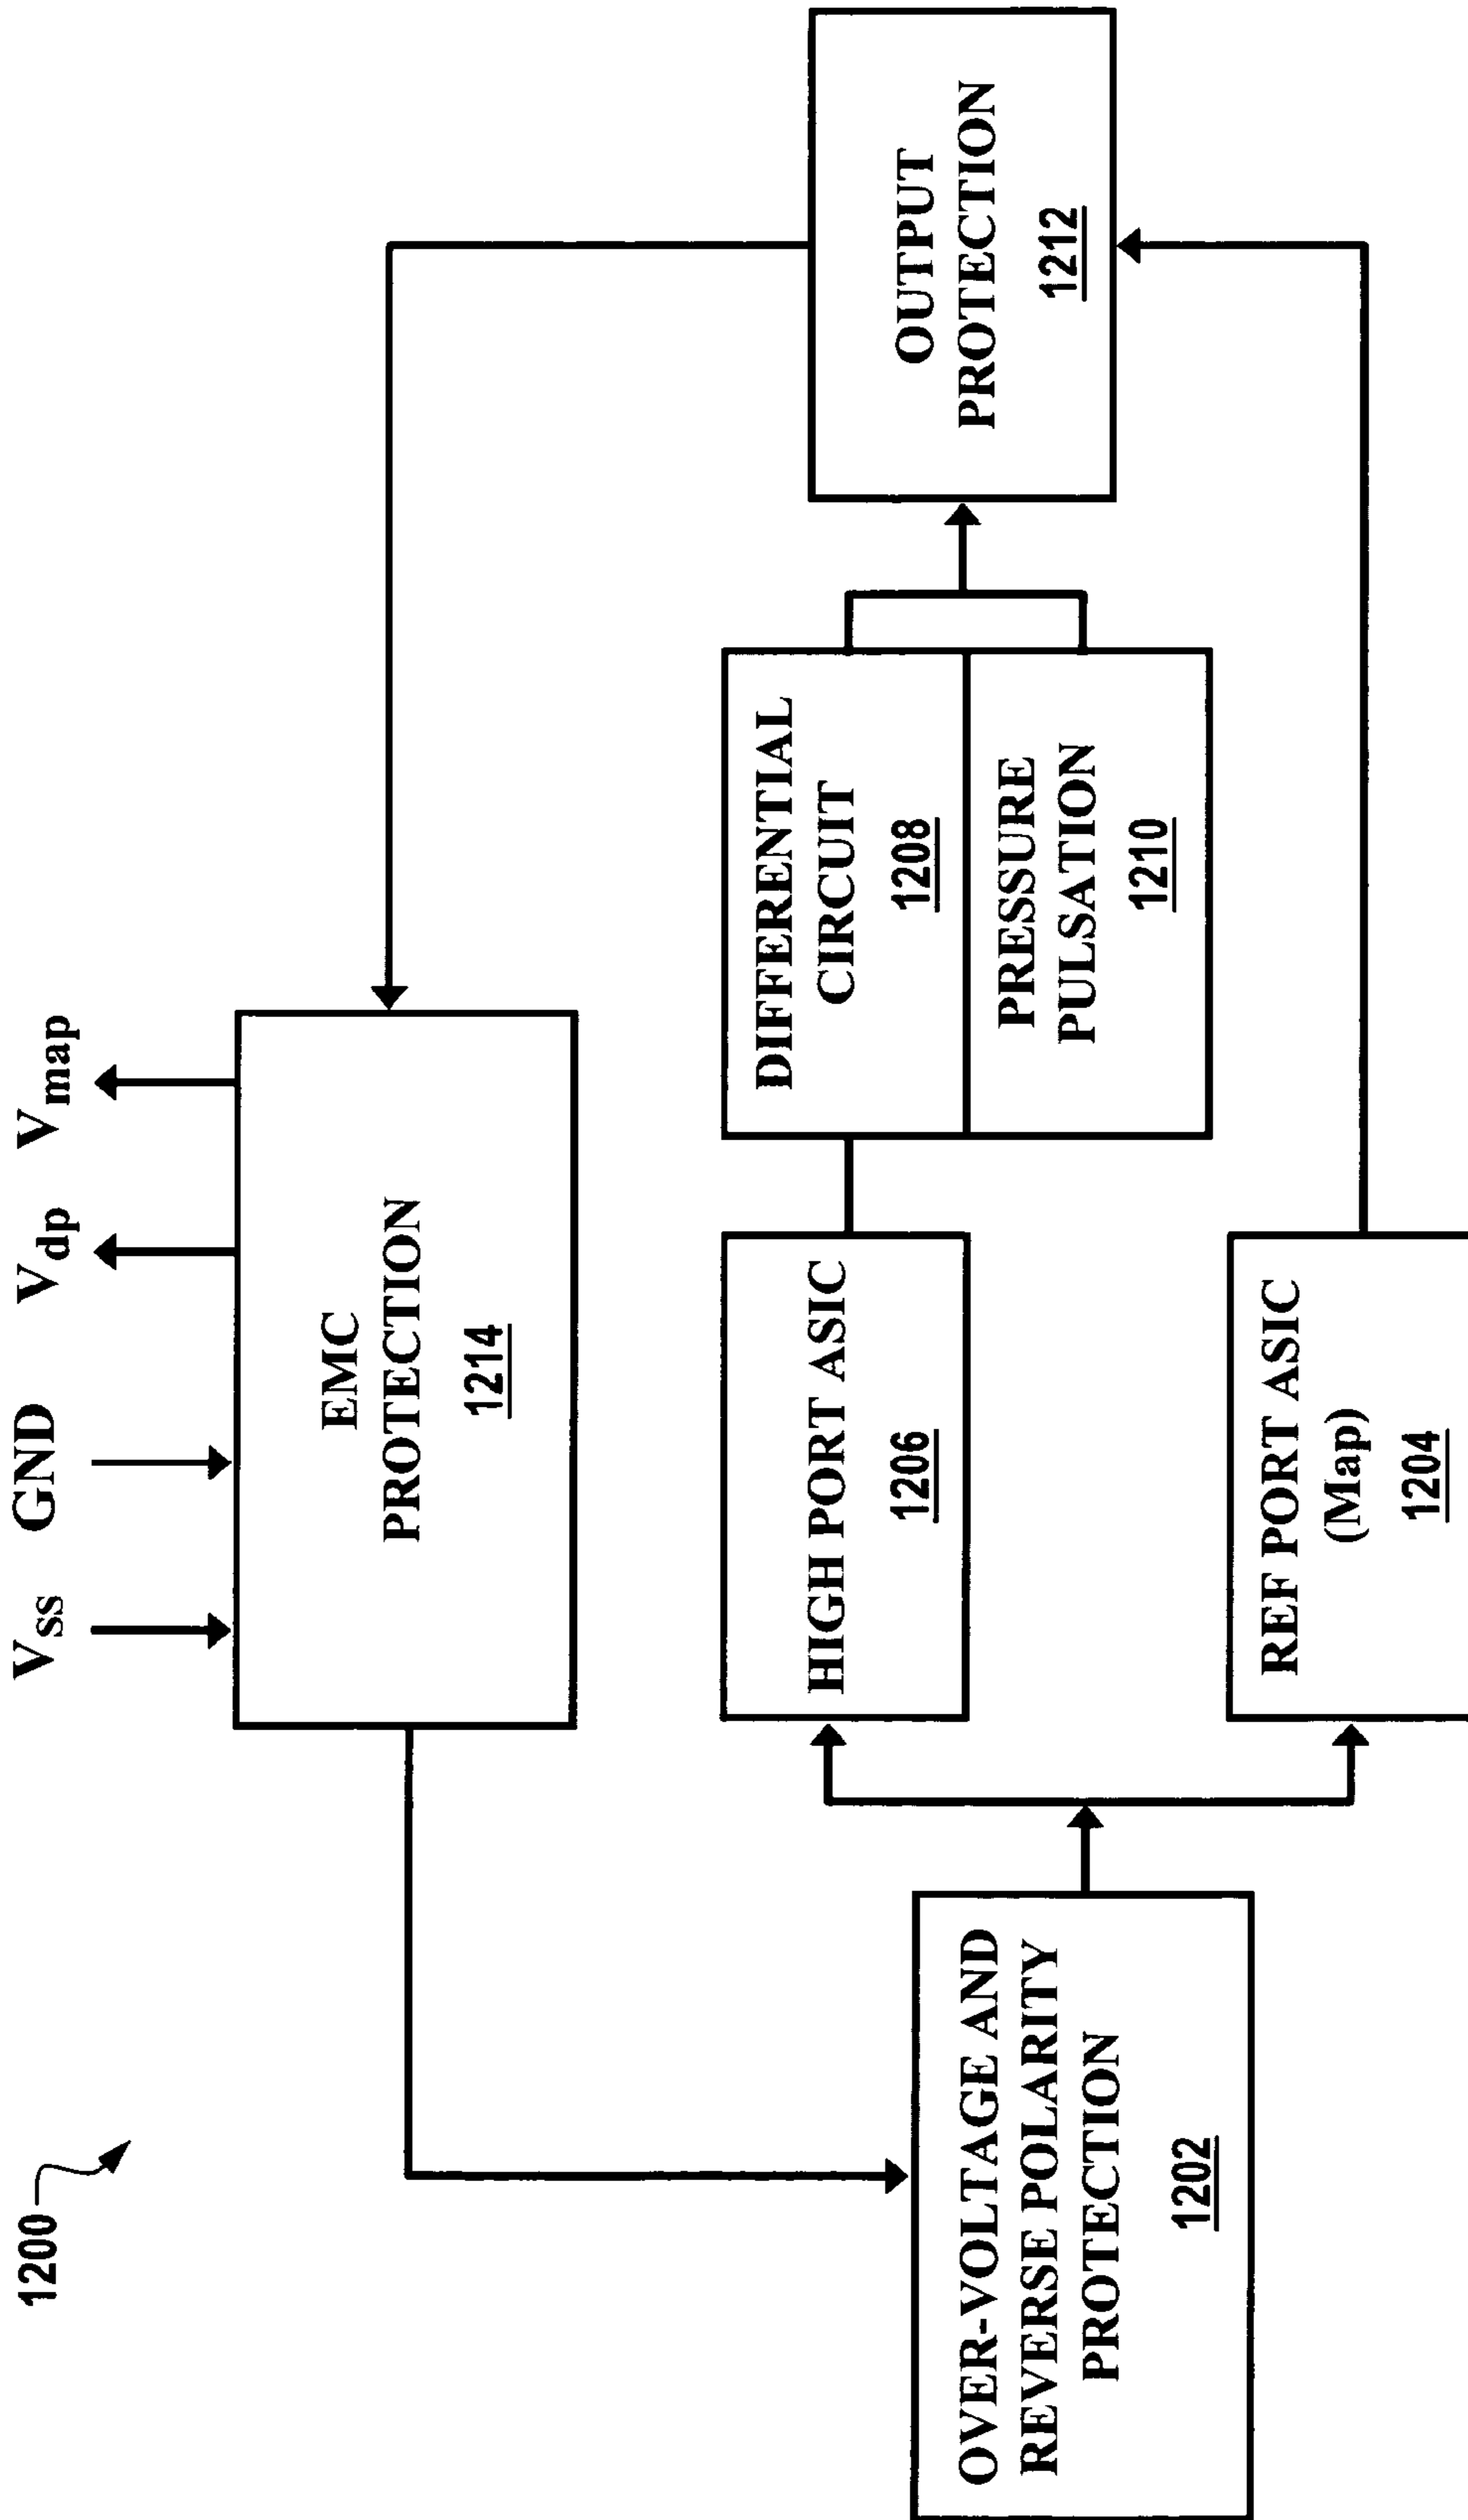 1200
Vss GND Vdp Vmap
EMC
PROTECTION
1214
OVER-VOLTAGE AND
REVERSE POLARITY
PROTECTION
1202
HIGH PORT ASIC
1206
REF PORT ASIC
(Map)
1204
DIFFERENTIAL
CIRCUIT
1208
PRESSURE
PULSATION
1210
OUTPUT
PROTECTION
1212